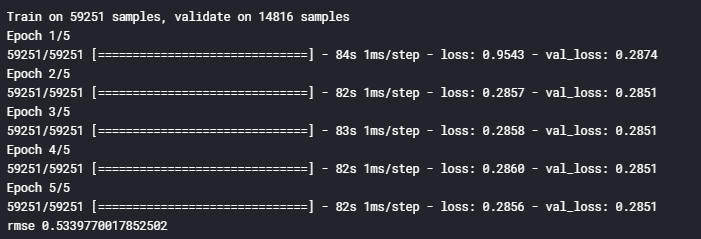 Train on 59251 samples, validate on 14816 samples
Epoch 1/5
59251/59251 [==============================] - 84s 1ms/step - loss: 0.9543 - val_loss: 0.2874
Epoch 2/5
59251/59251 [==============================] - 82s 1ms/step - loss: 0.2857 - val_loss: 0.2851
Epoch 3/5
59251/59251 [==============================] - 83s 1ms/step - loss: 0.2858 - val_loss: 0.2851
Epoch 4/5
59251/59251 [==============================] - 82s 1ms/step - loss: 0.2860 - val_loss: 0.2851
Epoch 5/5
59251/59251 [==============================] - 82s 1ms/step - loss: 0.2856 - val_loss: 0.2851
rmse 0.5339770017852502